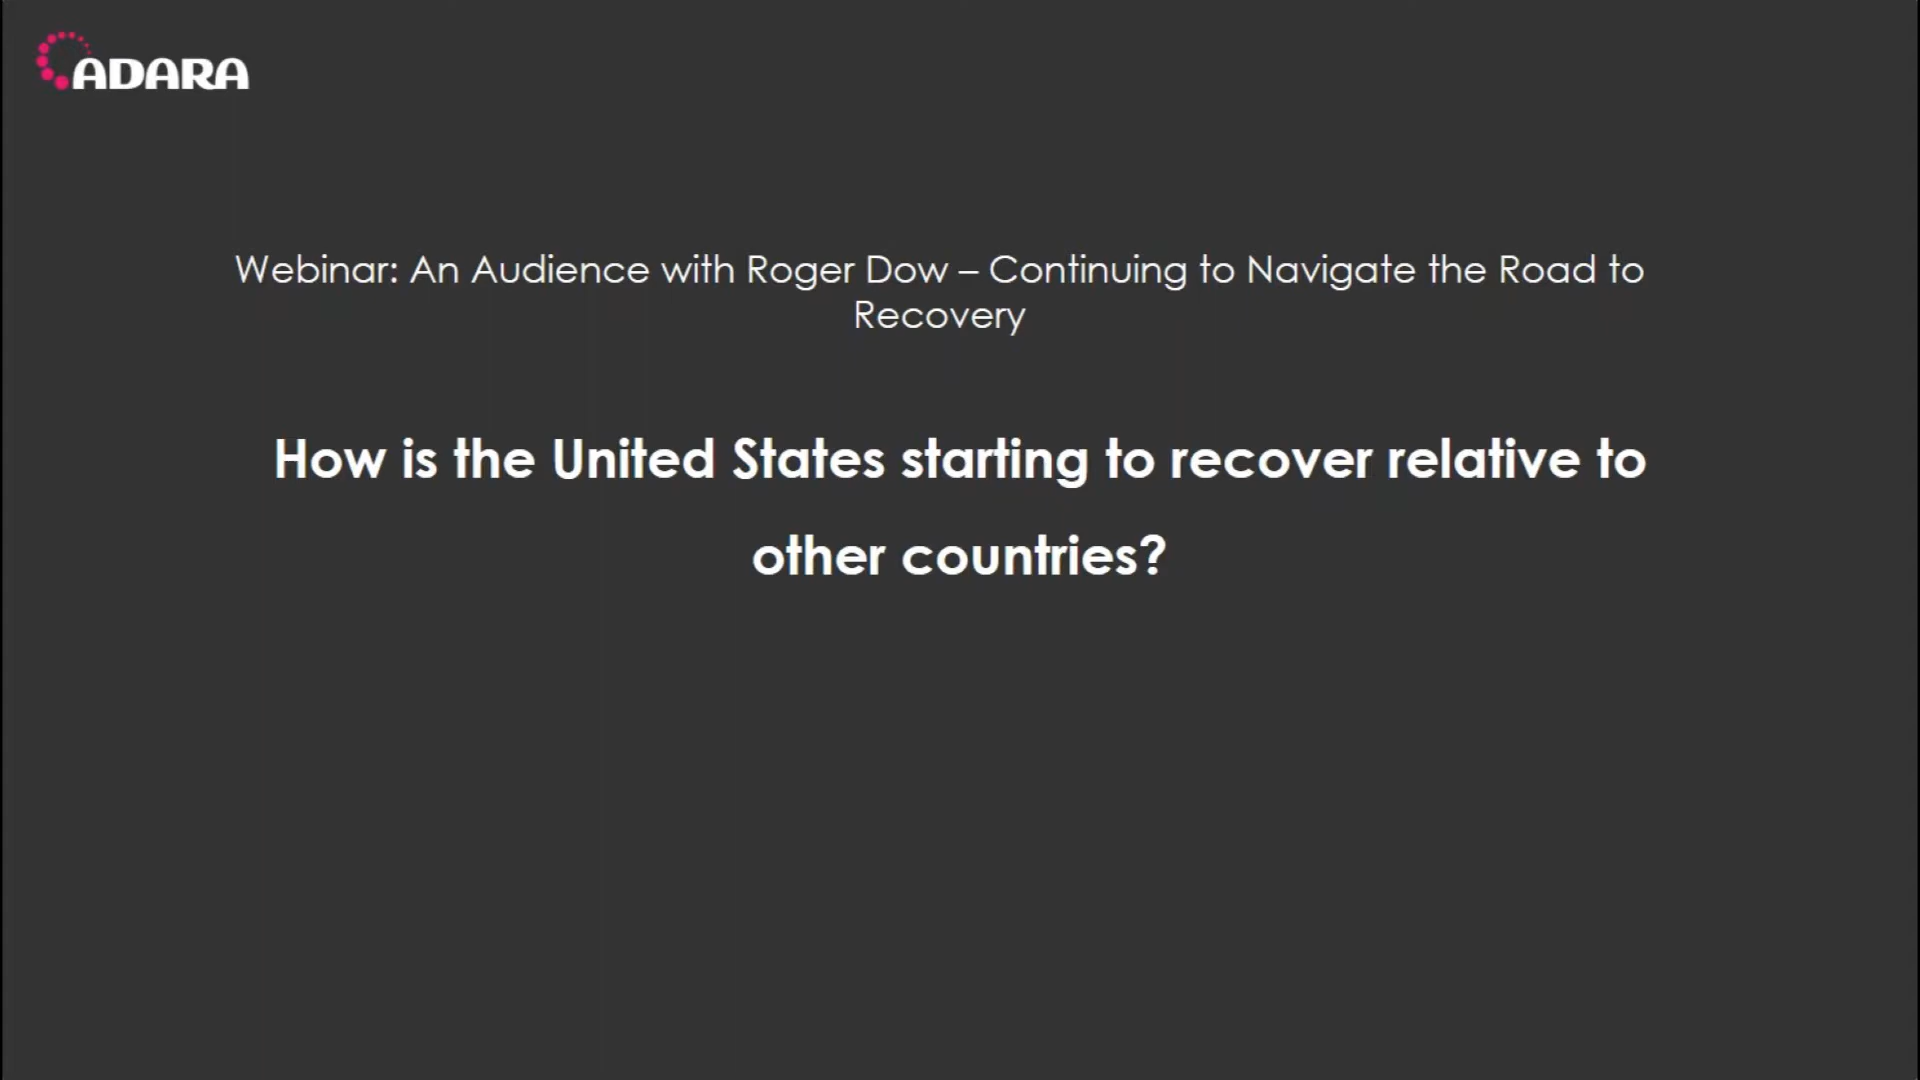 ADARA
Webinar: An Audience with Roger Dow – Continuing to Navigate the Road to
Recovery
How is the United States starting to recover relative to
other countries?